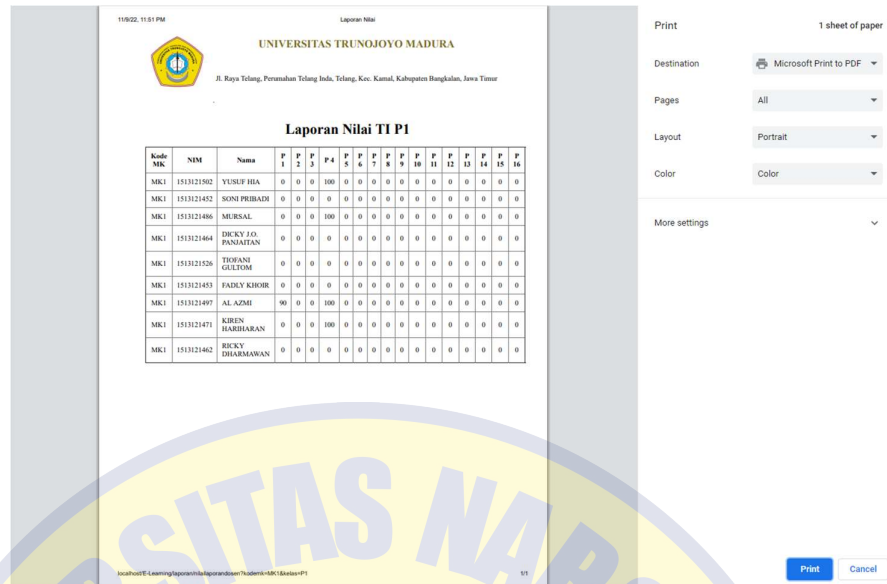 11/9/22, 11:51 PM Laporan Nilai
UNIVERSITAS TRUNOJOYO MADURA
Jl. Raya Telang, Perumahan Telang Inda, Telang, Kec. Kamal, Kabupaten Bangkalan, Jawa Timur
Laporan Nilai TI P1
Kode MK NIM Nama P 1 P 2 P 3 P 4 P 5 P 6 P 7 P 8 P 9 P 10 P 11 P 12 P 13 P 14 P 15 P 16
MK1 1513121502 YUSUF HIA 0 0 0 100 0 0 0 0 0 0 0 0 0 0 0 0
MK1 1513121452 SONI PRIBADI 0 0 0 0 0 0 0 0 0 0 0 0 0 0 0 0
MK1 1513121486 MURSAL 0 0 0 100 0 0 0 0 0 0 0 0 0 0 0 0
MK1 1513121464 DICKY J.O. PANJAITAN 0 0 0 0 0 0 0 0 0 0 0 0 0 0 0 0
MK1 1513121526 TIOFANI GULTOM 0 0 0 0 0 0 0 0 0 0 0 0 0 0 0 0
MK1 1513121453 FADLY KHOIR 0 0 0 0 0 0 0 0 0 0 0 0 0 0 0 0
MK1 1513121497 AL AZMI 90 0 0 100 0 0 0 0 0 0 0 0 0 0 0 0
MK1 1513121471 KIREN HARIHARAN 0 0 0 100 0 0 0 0 0 0 0 0 0 0 0 0
MK1 1513121462 RICKY DHARMAWAN 0 0 0 0 0 0 0 0 0 0 0 0 0 0 0 0
localhost/E-Learning/laporan/nilailaporandosen?kodemk=MK1&kelas=P1 1/1
Print 1 sheet of paper
Destination Microsoft Print to PDF
Pages All
Layout Portrait
Color Color
More settings
Print Cancel